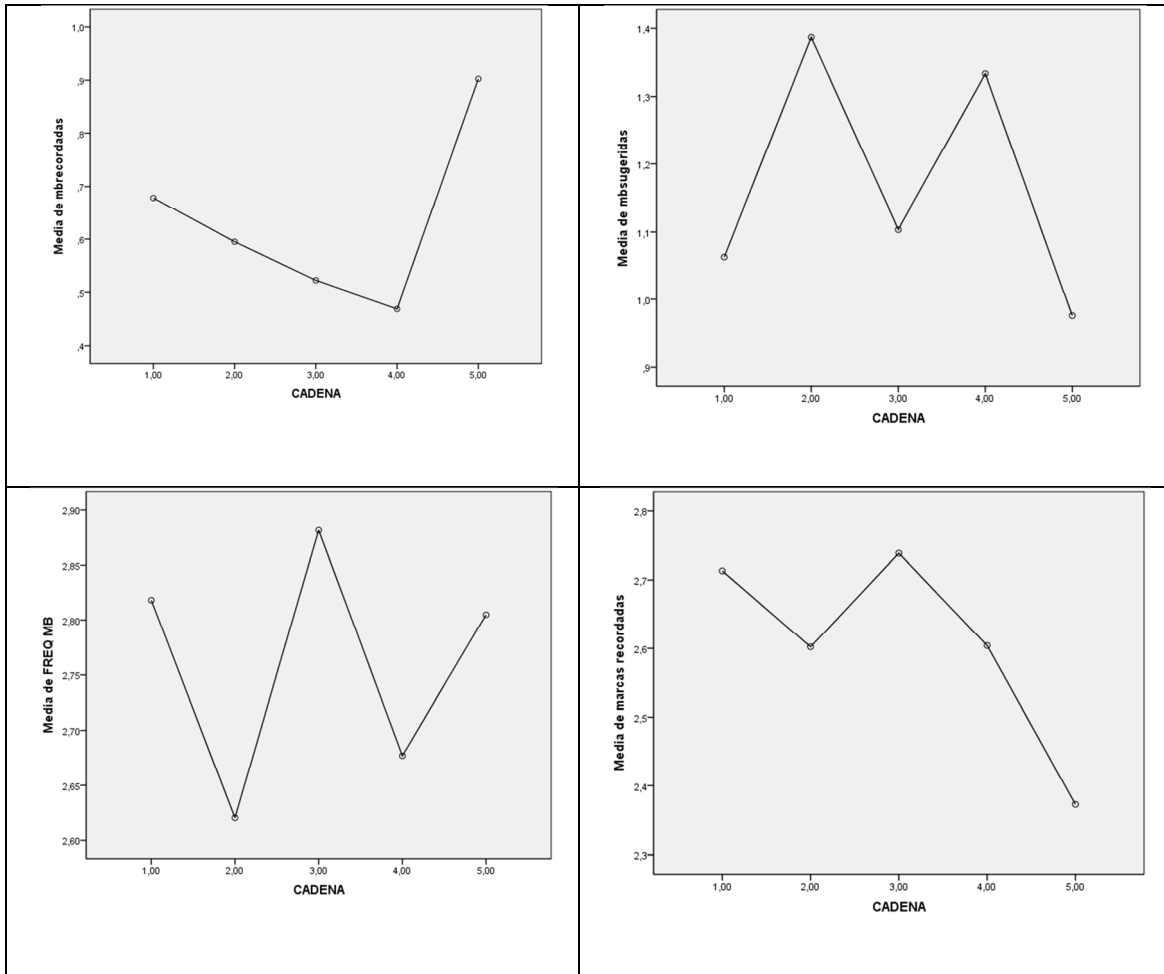 1,0
,9
,8
,7
,6
,5
,4
Media de mbrecordadas
1,00 2,00 3,00 4,00 5,00
CADENA
1,4
1,3
1,2
1,1
1,0
,9
Media de mbsugeridas
1,00 2,00 3,00 4,00 5,00
CADENA
2,90
2,85
2,80
2,75
2,70
2,65
2,60
Media de FREQ MB
1,00 2,00 3,00 4,00 5,00
CADENA
2,8
2,7
2,6
2,5
2,4
2,3
Media de marcas recordadas
1,00 2,00 3,00 4,00 5,00
CADENA